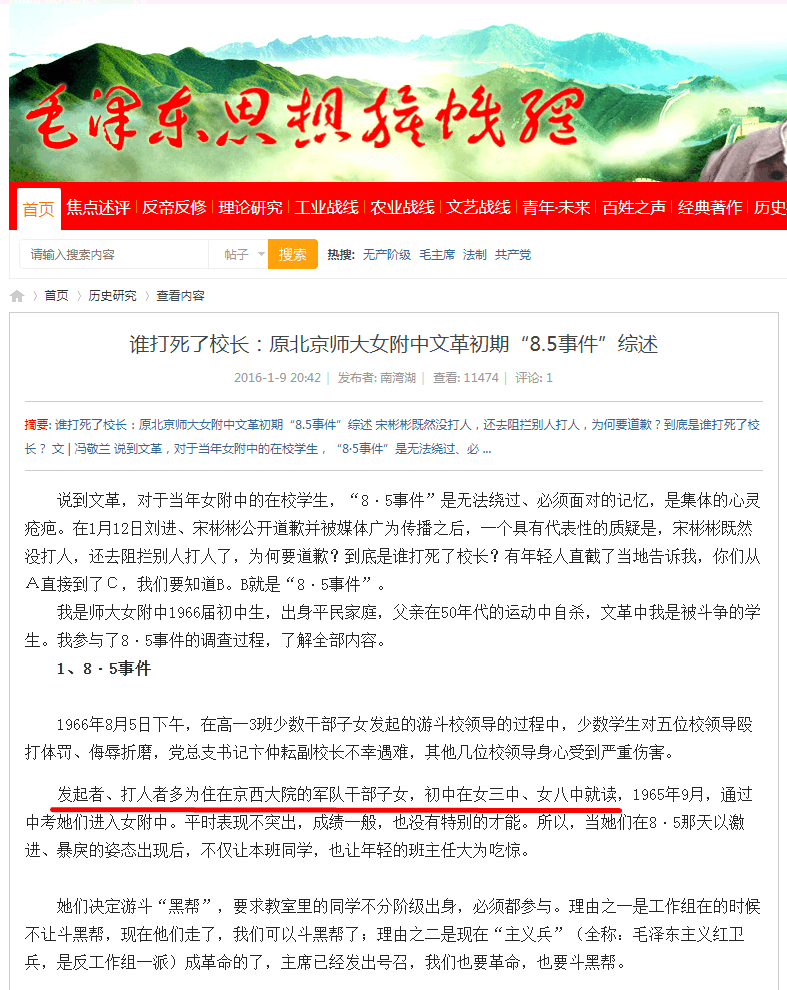 毛泽东思想旗帜網
首页 焦点述评 反帝反修 理论研究 工业战线 农业战线 文艺战线 青年·未来 百姓之声 经典著作 历史
请输入搜索内容 帖子 搜索 热搜: 无产阶级 毛主席 法制 共产党
首页 › 历史研究 › 查看内容
谁打死了校长：原北京师大女附中文革初期“8.5事件”综述
2016-1-9 20:42 | 发布者: 南湾湖 | 查看: 11474 | 评论: 1
摘要: 谁打死了校长：原北京师大女附中文革初期“8.5事件”综述 宋彬彬既然没打人，还去阻拦别人打人，为何要道歉？到底是谁打死了校
长？ 文 | 冯敬兰 说到文革，对于当年女附中的在校学生，“8·5事件”是无法绕过、必 ...
说到文革，对于当年女附中的在校学生，“8·5事件”是无法绕过、必须面对的记忆，是集体的心灵
疮疤。在1月12日刘进、宋彬彬公开道歉并被媒体广为传播之后，一个具有代表性的质疑是，宋彬彬既然
没打人，还去阻拦别人打人了，为何要道歉？到底是谁打死了校长？有年轻人直截了当地告诉我，你们从
Ａ直接到了Ｃ，我们要知道B。B就是“8·5事件”。
我是师大女附中1966届初中生，出身平民家庭，父亲在50年代的运动中自杀，文革中我是被斗争的学
生。我参与了8·5事件的调查过程，了解全部内容。
1、8·5事件
1966年8月5日下午，在高一3班少数干部子女发起的游斗校领导的过程中，少数学生对五位校领导殴
打体罚、侮辱折磨，党总支书记卞仲耘副校长不幸遇难，其他几位校领导身心受到严重伤害。
发起者、打人者多为住在京西大院的军队干部子女，初中在女三中、女八中就读，1965年9月，通过
中考她们进入女附中。平时表现不突出，成绩一般，也没有特别的才能。所以，当她们在8·5那天以激
进、暴戾的姿态出现后，不仅让本班同学，也让年轻的班主任大为吃惊。
她们决定游斗“黑帮”，要求教室里的同学不分阶级出身，必须都参与。理由之一是工作组在的时候
不让斗黑帮，现在他们走了，我们可以斗黑帮了；理由之二是现在“主义兵”（全称：毛泽东主义红卫
兵，是反工作组一派）成革命的了，主席已经发出号召，我们也要革命，也要斗黑帮。